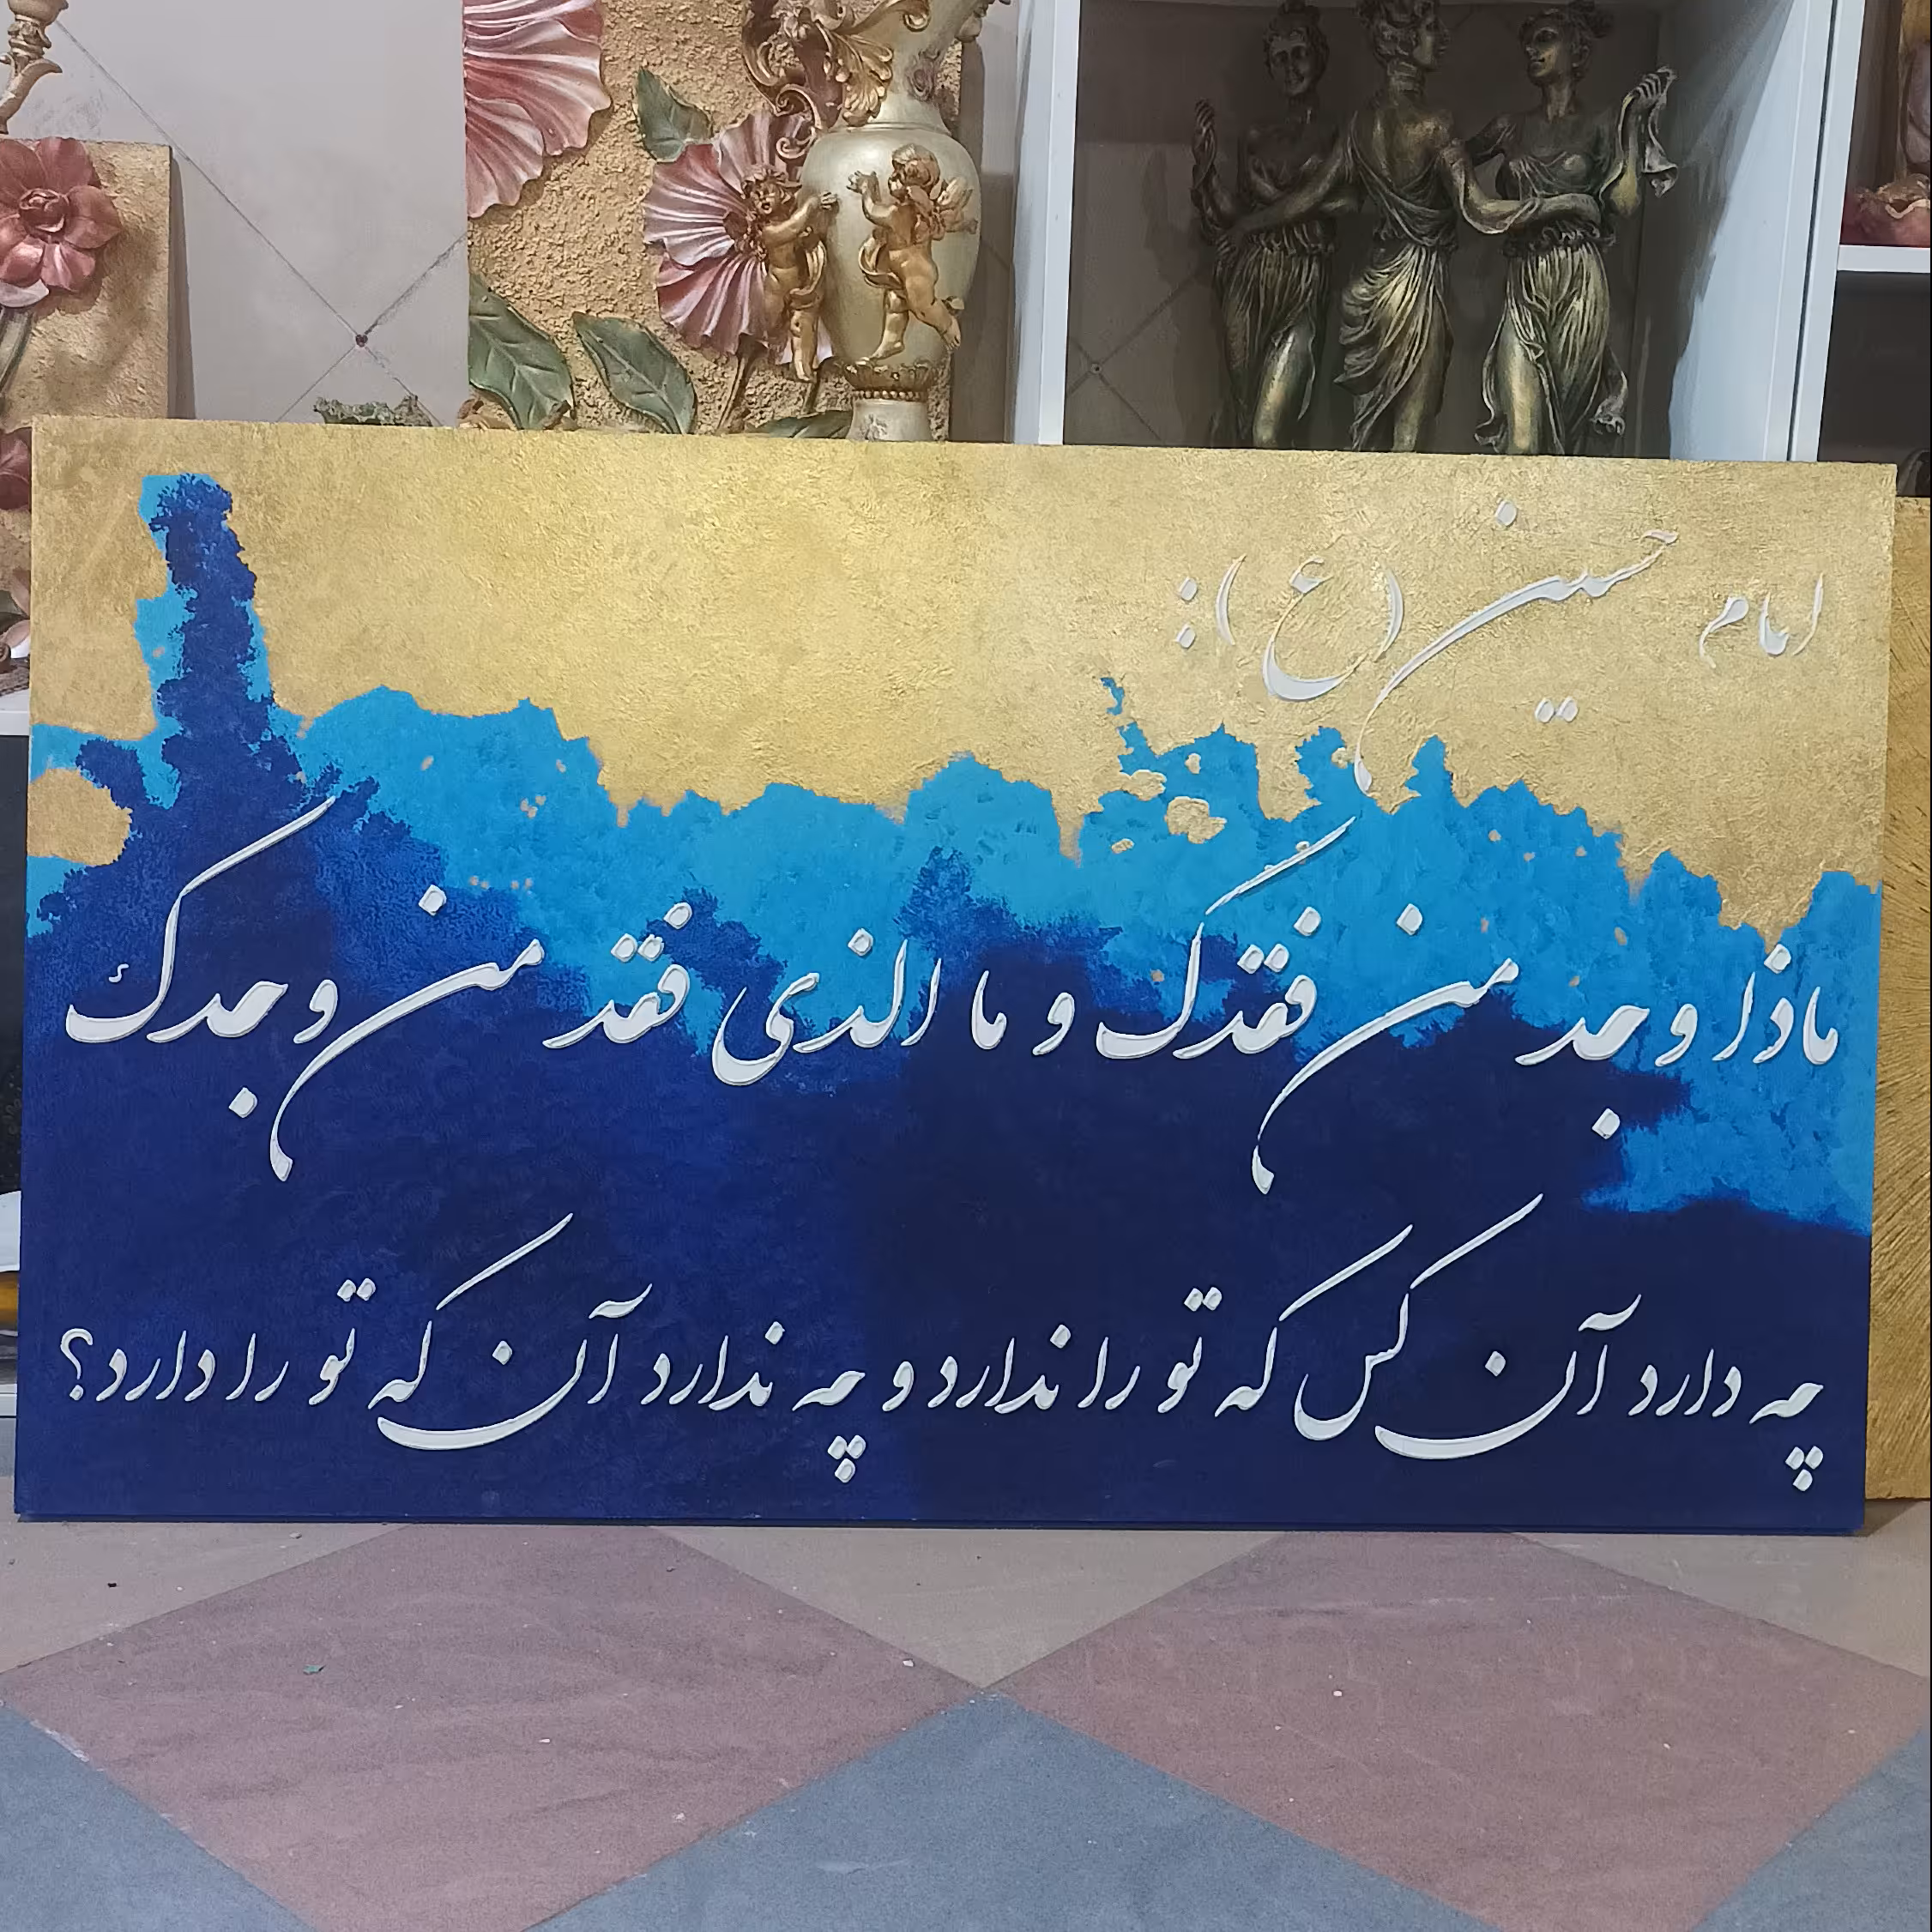 امام حسین (ع):
ماذا وجد من فقدک و ما الذی فقد من وجدک
چه دارد آن کس که تو را ندارد و چه ندارد آن که تو را دارد؟